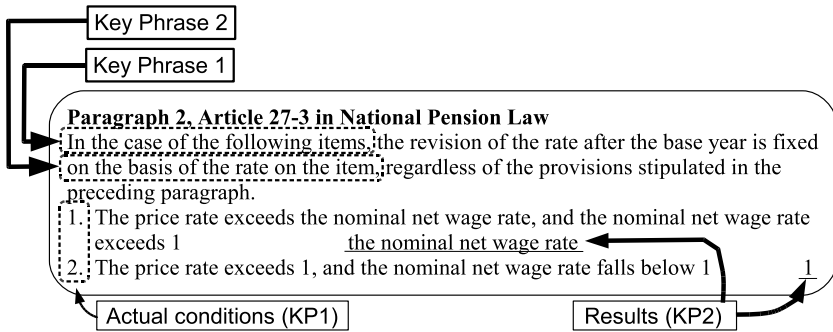 Key Phrase 2
Key Phrase 1
Paragraph 2, Article 27-3 in National Pension Law
In the case of the following items, the revision of the rate after the base year is fixed
on the basis of the rate on the item, regardless of the provisions stipulated in the
preceding paragraph.
1. The price rate exceeds the nominal net wage rate, and the nominal net wage rate
exceeds 1 the nominal net wage rate
2. The price rate exceeds 1, and the nominal net wage rate falls below 1 1
Actual conditions (KP1) Results (KP2)